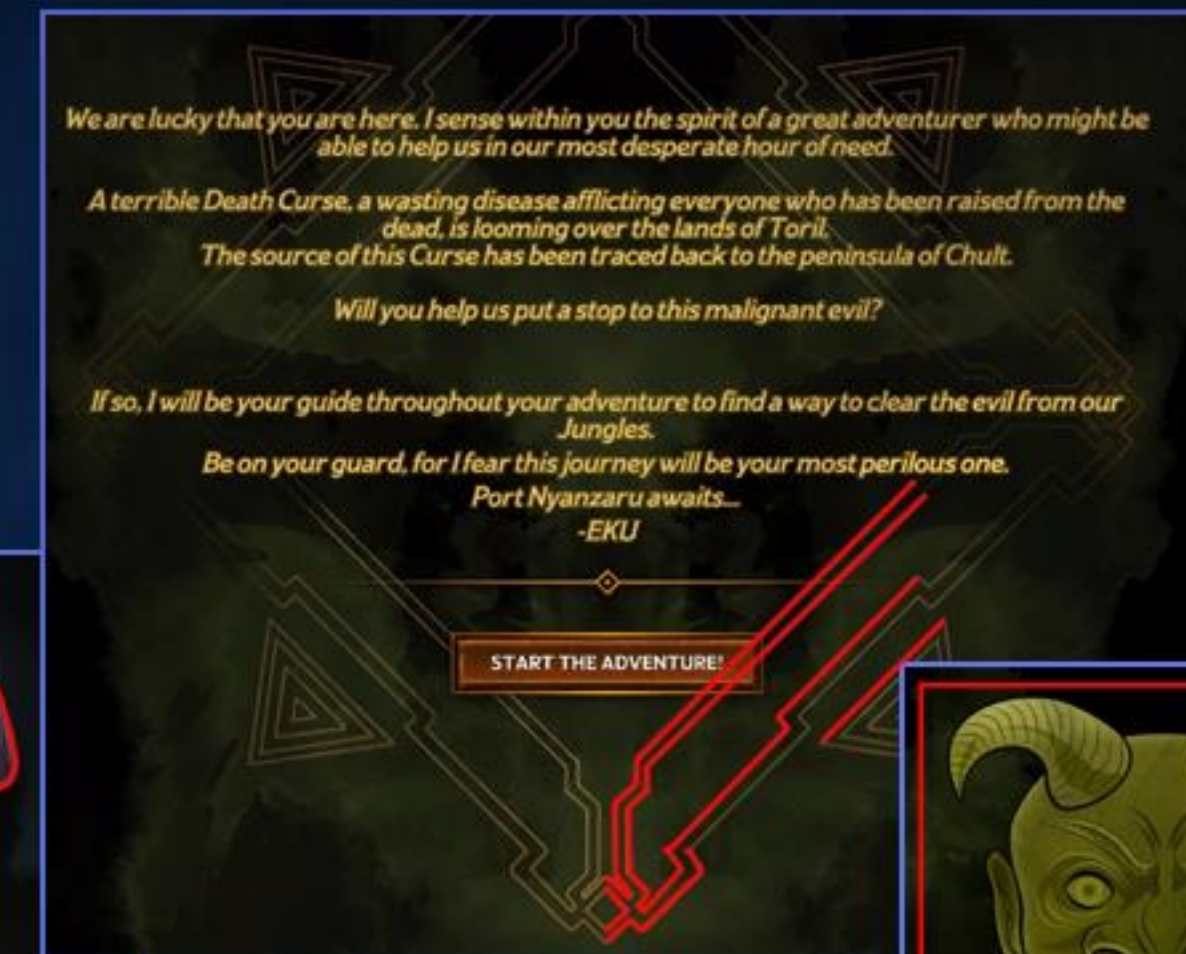 We are lucky that you are here. I sense within you the spirit of a great adventurer who might be
able to help us in our most desperate hour of need.
A terrible Death Curse, a wasting disease afflicting everyone who has been raised from the
dead, is looming over the lands of Toril.
The source of this Curse has been traced back to the peninsula of Chult.
Will you help us put a stop to this malignant evil?
If so, I will be your guide throughout your adventure to find a way to clear the evil from our
Jungles.
Be on your guard, for I fear this journey will be your most perilous one.
Port Nyanzaru awaits...
-EKU
START THE ADVENTURE!